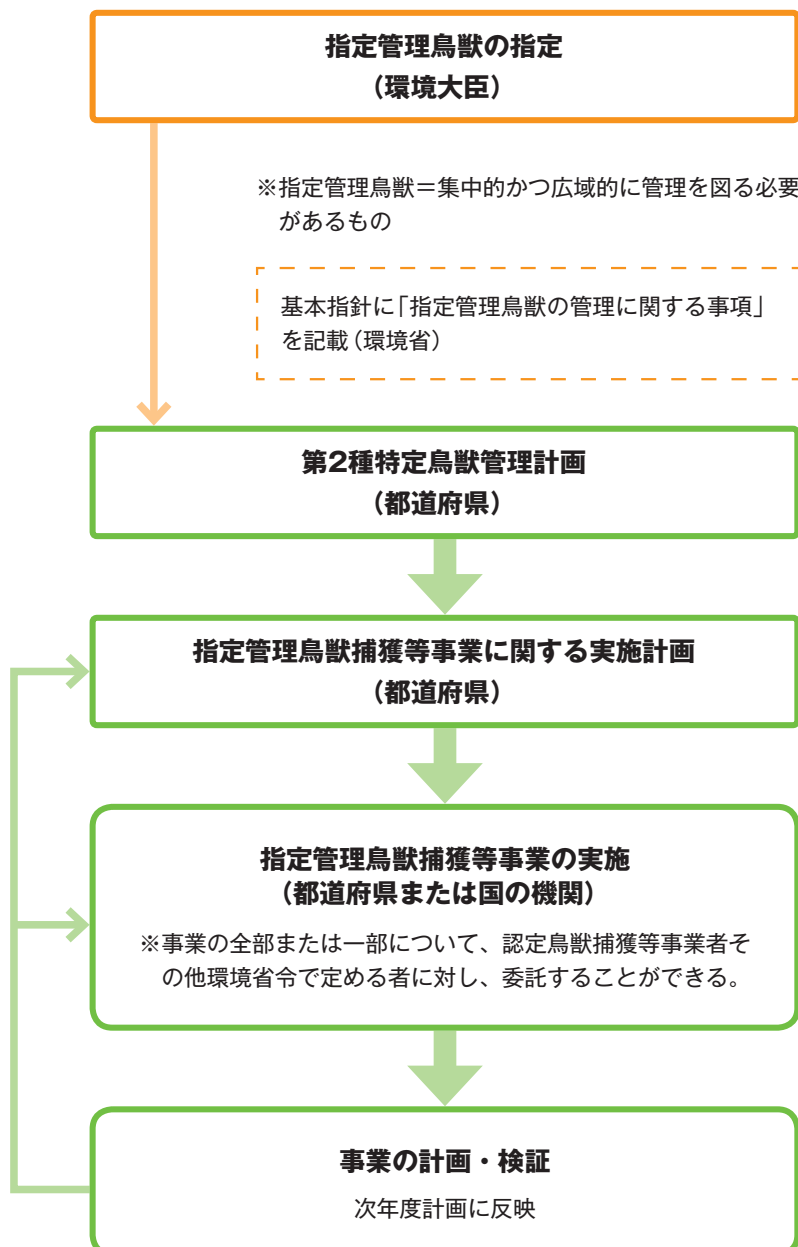 指定管理鳥獣の指定
（環境大臣）
※指定管理鳥獣＝集中的かつ広域的に管理を図る必要
があるもの
基本指針に「指定管理鳥獣の管理に関する事項」
を記載（環境省）
第2種特定鳥獣管理計画
（都道府県）
指定管理鳥獣捕獲等事業に関する実施計画
（都道府県）
指定管理鳥獣捕獲等事業の実施
（都道府県または国の機関）
※事業の全部または一部について、認定鳥獣捕獲等事業者そ
の他環境省令で定める者に対し、委託することができる。
事業の計画・検証
次年度計画に反映